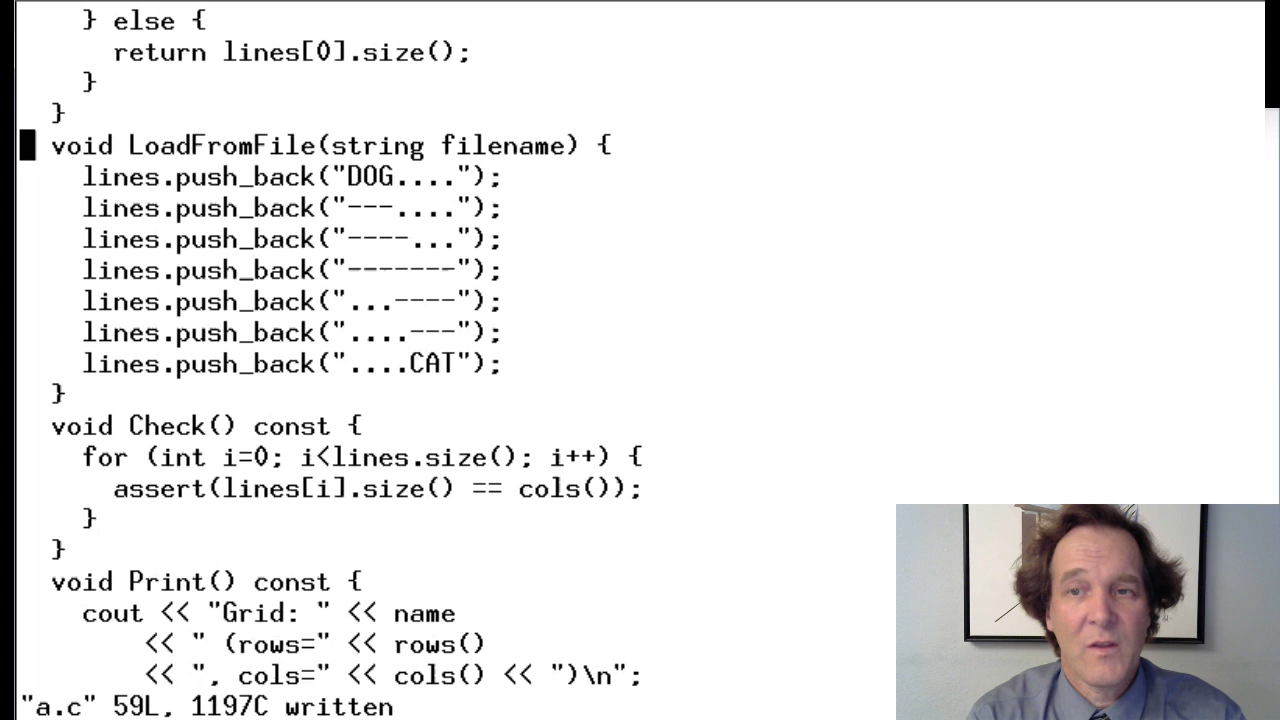 } else {
      return lines[0].size();
    }
  }
  void LoadFromFile(string filename) {
    lines.push_back("DOG....");
    lines.push_back("---....");
    lines.push_back("----...");
    lines.push_back("-------");
    lines.push_back("...----");
    lines.push_back("....---");
    lines.push_back("....CAT");
  }
  void Check() const {
    for (int i=0; i<lines.size(); i++) {
      assert(lines[i].size() == cols());
    }
  }
  void Print() const {
    cout << "Grid: " << name
        << " (rows=" << rows()
        << ", cols=" << cols() << ")\n";
"a.c" 59L, 1197C written